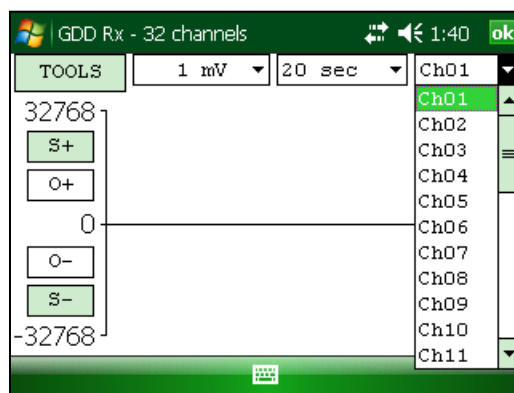 GDD Rx - 32 channels 1:40 ok
TOOLS 1 mV 20 sec Ch01
32768
S+
O+
0
O-
S-
-32768
Ch01
Ch02
Ch03
Ch04
Ch05
Ch06
Ch07
Ch08
Ch09
Ch10
Ch11